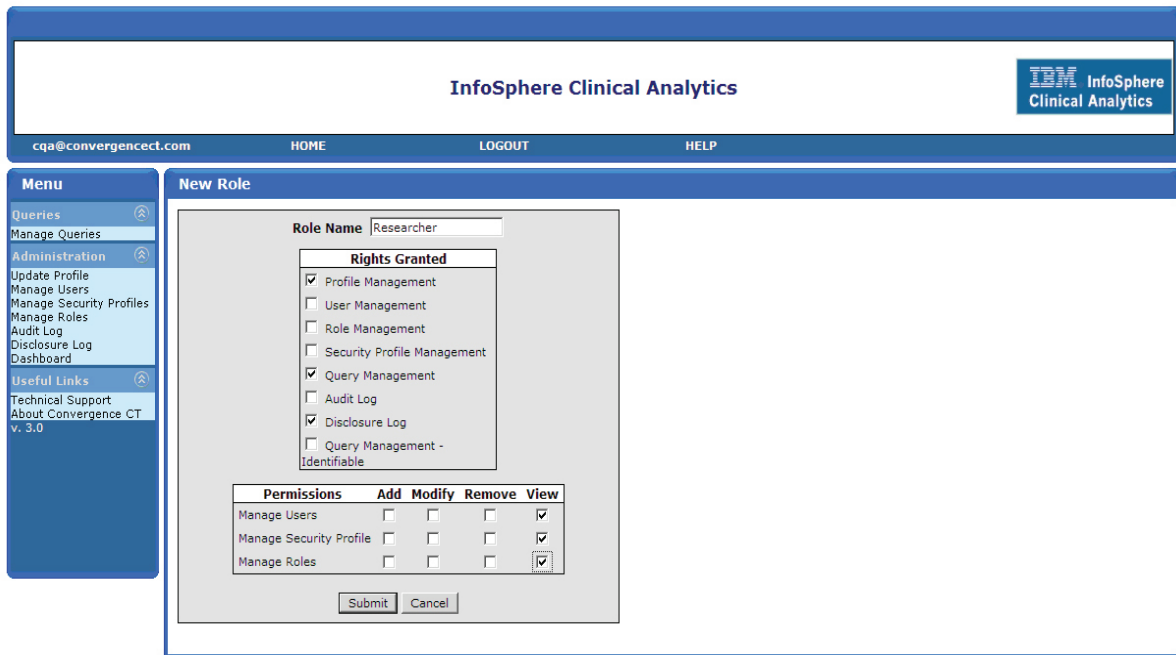 InfoSphere Clinical Analytics
IBM InfoSphere
Clinical Analytics
cqa@convergencect.com HOME LOGOUT HELP
Menu
Queries
Manage Queries
Administration
Update Profile
Manage Users
Manage Security Profiles
Manage Roles
Audit Log
Disclosure Log
Dashboard
Useful Links
Technical Support
About Convergence CT
v. 3.0
New Role
Role Name Researcher
Rights Granted
Profile Management
User Management
Role Management
Security Profile Management
Query Management
Audit Log
Disclosure Log
Query Management -
Identifiable
Permissions Add Modify Remove View
Manage Users
Manage Security Profile
Manage Roles
Submit Cancel